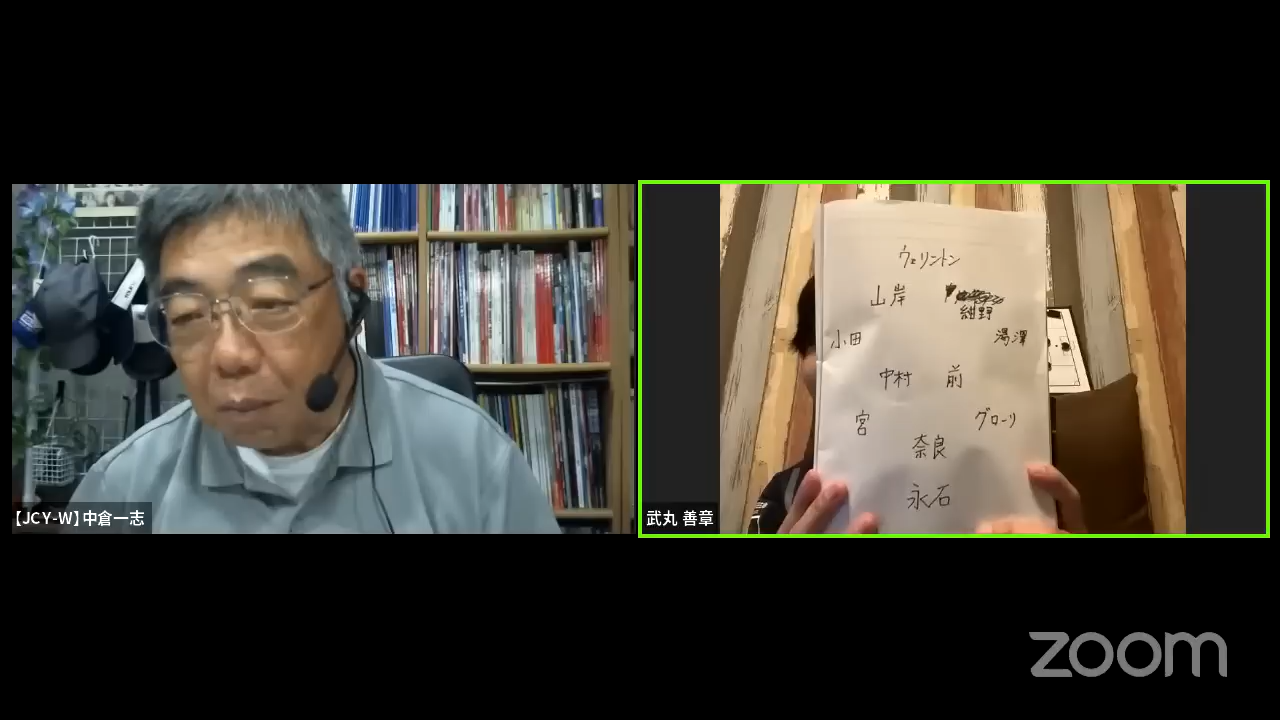 ウェリントン
山岸 紺野
小田 湯澤
中村 前
宮 グローリ
奈良
永石
【JCY-W】中倉一志
武丸 善章
zoom